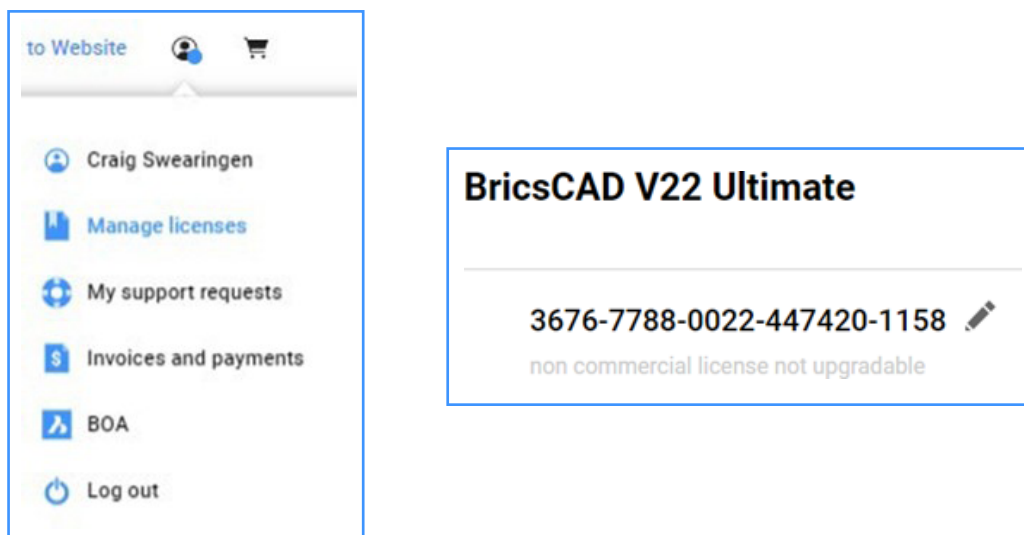 to Website
Craig Swearingen
Manage licenses
My support requests
Invoices and payments
BOA
Log out
BricsCAD V22 Ultimate
3676-7788-0022-447420-1158
non commercial license not upgradable